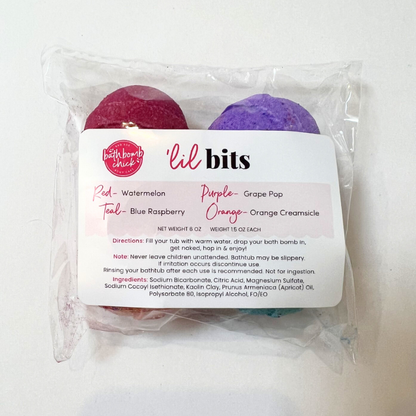 bath bomb
chick
'lil bits
Red- Watermelon Purple- Grape Pop
Teal- Blue Raspberry Orange- Orange Creamsicle
NET WEIGHT 6 OZ WEIGHT 1.5 OZ EACH
Directions: Fill your tub with warm water, drop your bath bomb in,
get naked, hop in & enjoy!
Note: Never leave children unattended. Bathtub may be slippery.
If irritation occurs discontinue use.
Rinsing your bathtub after each use is recommended. Not for ingestion.
Ingredients: Sodium Bicarbonate, Citric Acid, Magnesium Sulfate,
Sodium Cocoyl Isethionate, Kaolin Clay, Prunus Armeniaca (Apricot) Oil,
Polysorbate 80, Isopropyl Alcohol, FO/EO